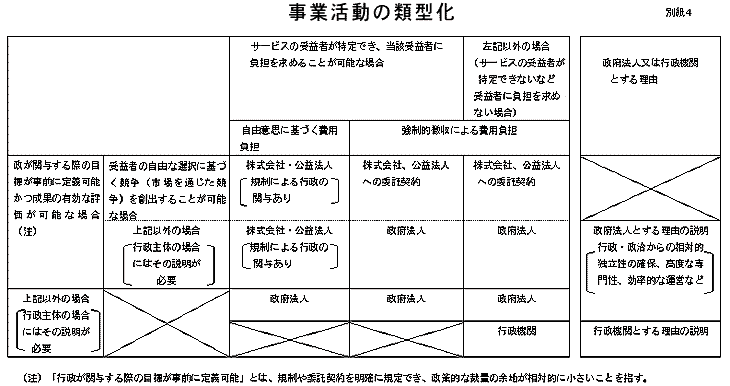 事業活動の類型化
別紙4
サービスの受益者が特定でき、当該受益者に
負担を求めることが可能な場合
左記以外の場合
（サービスの受益者が
特定できないなど
受益者に負担を求め
ない場合）
政府法人又は行政機関
とする理由
自由意思に基づく費用
負担
強制的徴収による費用負担
政が関与する際の目
標が事前に定義可能
かつ成果の有効な評
価が可能な場合
（注）
受益者の自由な選択に基づ
く競争（市場を通じた競
争）を創出することが可能
な場合
株式会社・公益法人
規制による行政の
関与あり
株式会社、公益法人
への委託契約
株式会社、公益法人
への委託契約
上記以外の場合
行政主体の場合
にはその説明が
必要
株式会社・公益法人
規制による行政の
関与あり
政府法人
政府法人
政府法人とする理由の説明
行政・政治からの相対的
独立性の確保、高度な専
門性、効率的な運営など
上記以外の場合
行政主体の場合
にはその説明が
必要
政府法人
政府法人
政府法人
行政機関
行政機関とする理由の説明
（注）「行政が関与する際の目標が事前に定義可能」とは、規制や委託契約を明確に規定でき、政策的な裁量の余地が相対的に小さいことを指す。